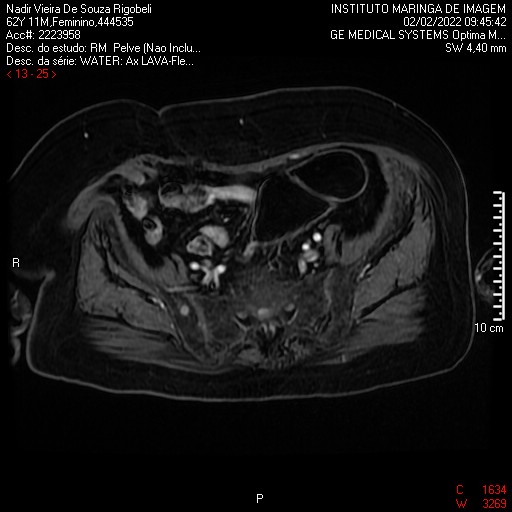 Nadir Vieira De Souza Rigobeli
62Y 11M,Feminino,444535
Acc#: 2223958
Desc. do estudo: RM Pelve (Nao Inclu...
Desc. da série: WATER: Ax LAVA-Fle...
< 13 - 25 >
INSTITUTO MARINGA DE IMAGEM
02/02/2022 09:45:42
GE MEDICAL SYSTEMS Optima M...
SW 4,40 mm
R
10 cm
P
C 1634
W 3269